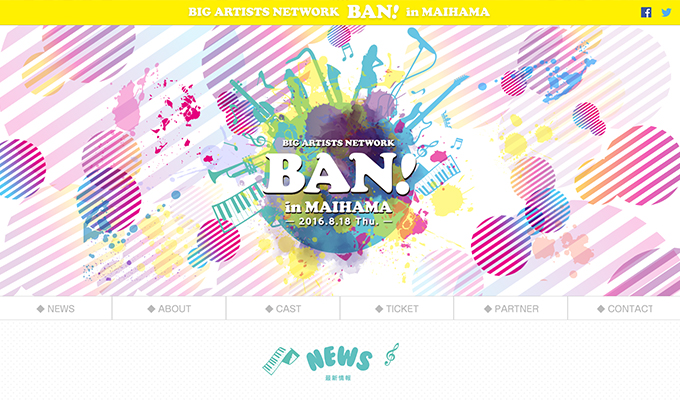 BIG ARTISTS NETWORK BAN! in MAIHAMA
BIG ARTISTS NETWORK
BAN!
in MAIHAMA
— 2016.8.18 Thu. —
◆ NEWS ◆ ABOUT ◆ CAST ◆ TICKET ◆ PARTNER ◆ CONTACT
NEWS
最新情報